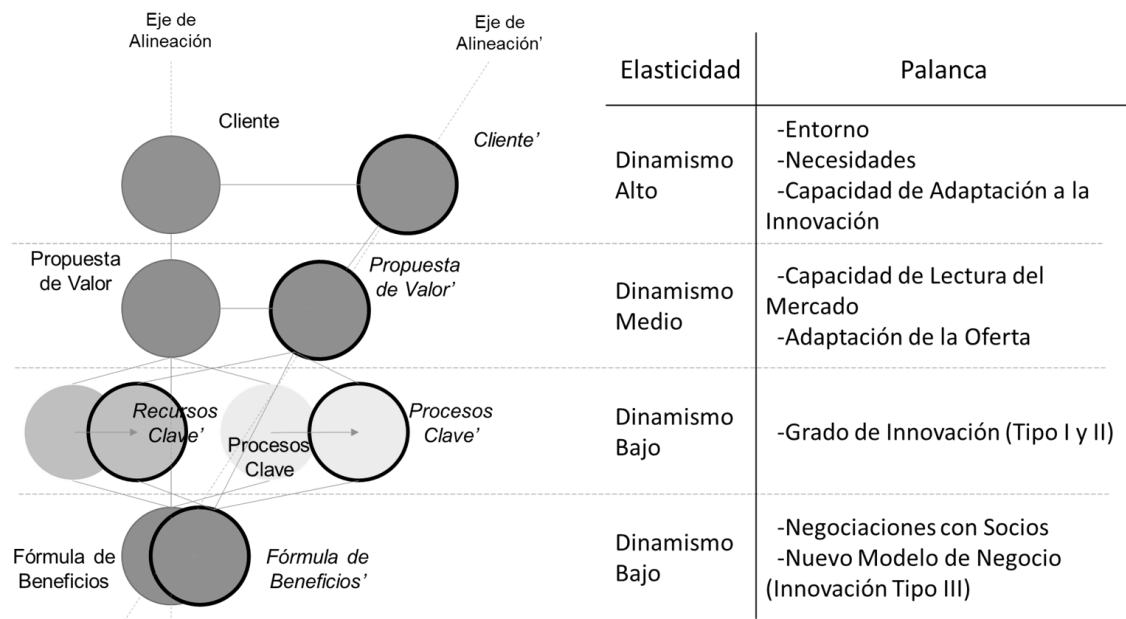 Eje de
Alineación
Eje de
Alineación’
Elasticidad
Palanca
Cliente
Cliente’
Dinamismo
Alto
-Entorno
-Necesidades
-Capacidad de Adaptación a la
Innovación
Propuesta
de Valor
Propuesta
de Valor’
Dinamismo
Medio
-Capacidad de Lectura del
Mercado
-Adaptación de la Oferta
Recursos
Clave’
Procesos
Clave
Procesos
Clave’
Dinamismo
Bajo
-Grado de Innovación (Tipo I y II)
Fórmula de
Beneficios
Fórmula de
Beneficios’
Dinamismo
Bajo
-Negociaciones con Socios
-Nuevo Modelo de Negocio
(Innovación Tipo III)